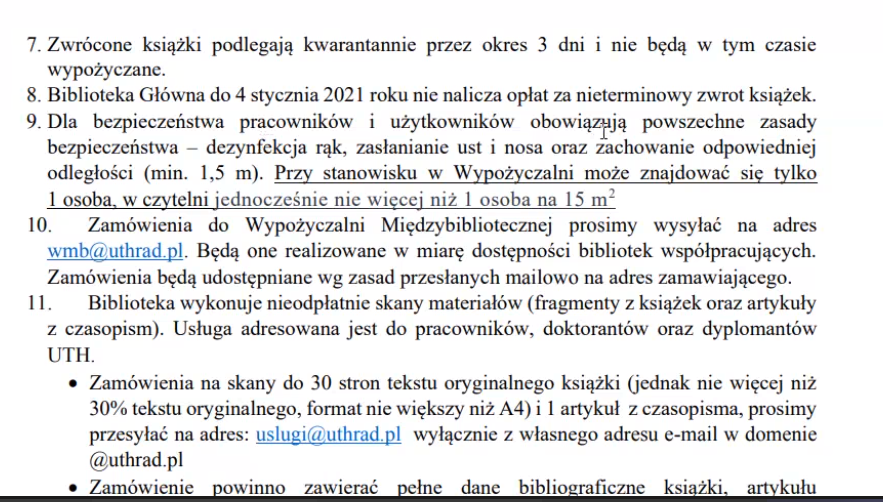 7. Zwrócone książki podlegają kwarantannie przez okres 3 dni i nie będą w tym czasie
wypożyczane.
8. Biblioteka Główna do 4 stycznia 2021 roku nie nalicza opłat za nieterminowy zwrot książek.
9. Dla bezpieczeństwa pracowników i użytkowników obowiązują powszechne zasady
bezpieczeństwa – dezynfekcja rąk, zasłanianie ust i nosa oraz zachowanie odpowiedniej
odległości (min. 1,5 m). Przy stanowisku w Wypożyczalni może znajdować się tylko
1 osoba, w czytelni jednocześnie nie więcej niż 1 osoba na 15 m²
10. Zamówienia do Wypożyczalni Międzybibliotecznej prosimy wysyłać na adres
wmb@uthrad.pl. Będą one realizowane w miarę dostępności bibliotek współpracujących.
Zamówienia będą udostępniane wg zasad przesłanych mailowo na adres zamawiającego.
11. Biblioteka wykonuje nieodpłatnie skany materiałów (fragmenty z książek oraz artykuły
z czasopism). Usługa adresowana jest do pracowników, doktorantów oraz dyplomantów
UTH.
• Zamówienia na skany do 30 stron tekstu oryginalnego książki (jednak nie więcej niż
30% tekstu oryginalnego, format nie większy niż A4) i 1 artykuł z czasopisma, prosimy
przesyłać na adres: uslugi@uthrad.pl wyłącznie z własnego adresu e-mail w domenie
@uthrad.pl
• Zamówienie powinno zawierać pełne dane bibliograficzne książki, artykułu